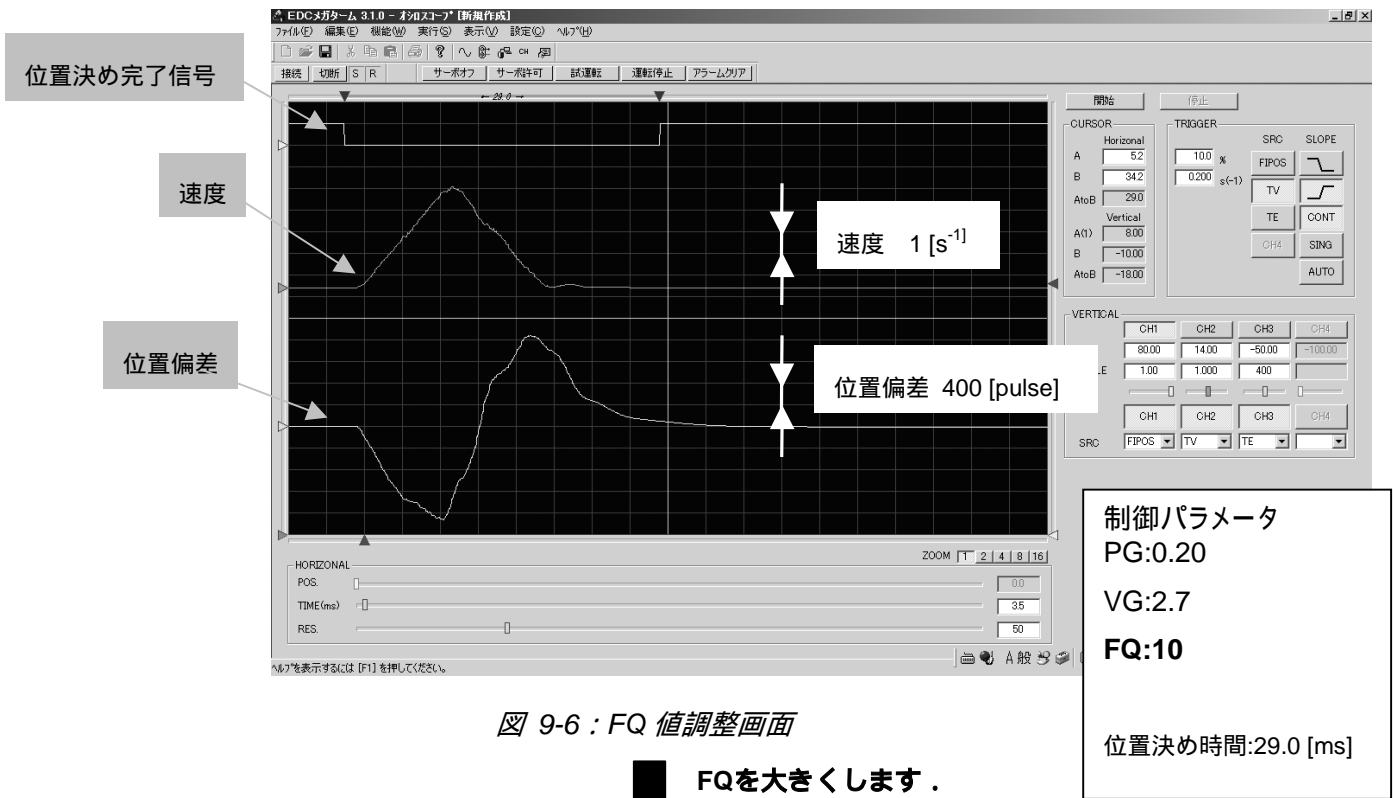 EDCメガターム 3.1.0 - オシロスコープ [新規作成]
ファイル(F) 編集(E) 機能(W) 実行(S) 表示(V) 設定(C) ヘルプ(H)
接続 切断 S R サーボオフ サーボ許可 試運転 運転停止 アラームクリア
位置決め完了信号
速度
位置偏差
← 29.0 →
速度 1 [s-1]
位置偏差 400 [pulse]
開始 停止
CURSOR
Horizonal
A 5.2
B 34.2
AtoB 29.0
Vertical
A(1) 8.00
B -10.00
AtoB -18.00
TRIGGER
SRC SLOPE
10.0 % FIPOS
0.200 s(-1) TV
TE CONT
CH4 SING
AUTO
VERTICAL
CH1 CH2 CH3 CH4
80.00 14.00 -50.00 -100.00
LE 1.00 1.000 400
CH1 CH2 CH3 CH4
SRC FIPOS TV TE
ZOOM 1 2 4 8 16
HORIZONAL
POS. 0.0
TIME(ms) 3.5
RES. 50
ヘルプを表示するには [F1] を押してください。
A 般
制御パラメータ
PG:0.20
VG:2.7
FQ:10
位置決め時間:29.0 [ms]
図 9-6：FQ 値調整画面
FQを大きくします．